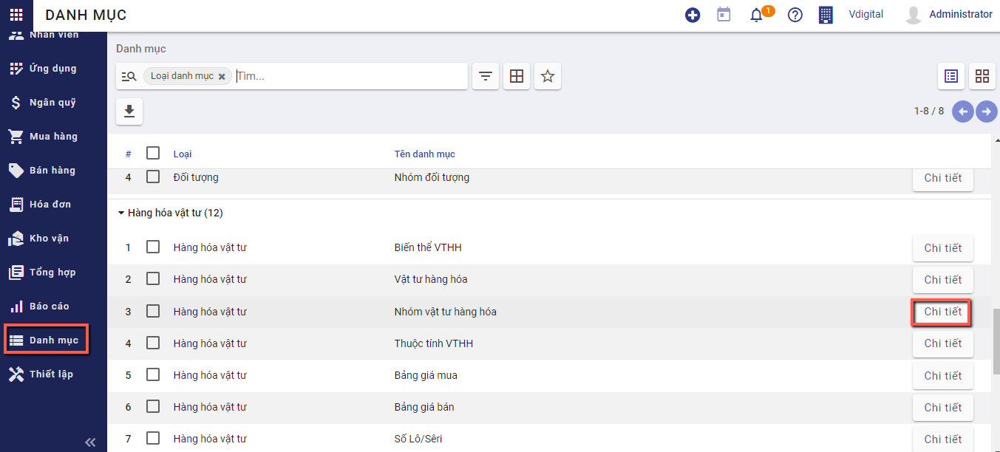 DANH MỤC
1
Vdigital
Administrator
Nhân viên
Ứng dụng
Ngân quỹ
Mua hàng
Bán hàng
Hóa đơn
Kho vận
Tổng hợp
Báo cáo
Danh mục
Thiết lập
Danh mục
Loại danh mục
Tìm...
1-8 / 8
# Loại Tên danh mục
4 Đối tượng Nhóm đối tượng Chi tiết
Hàng hóa vật tư (12)
1 Hàng hóa vật tư Biến thể VTHH Chi tiết
2 Hàng hóa vật tư Vật tư hàng hóa Chi tiết
3 Hàng hóa vật tư Nhóm vật tư hàng hóa Chi tiết
4 Hàng hóa vật tư Thuộc tính VTHH Chi tiết
5 Hàng hóa vật tư Bảng giá mua Chi tiết
6 Hàng hóa vật tư Bảng giá bán Chi tiết
7 Hàng hóa vật tư Số Lô/Sêri Chi tiết